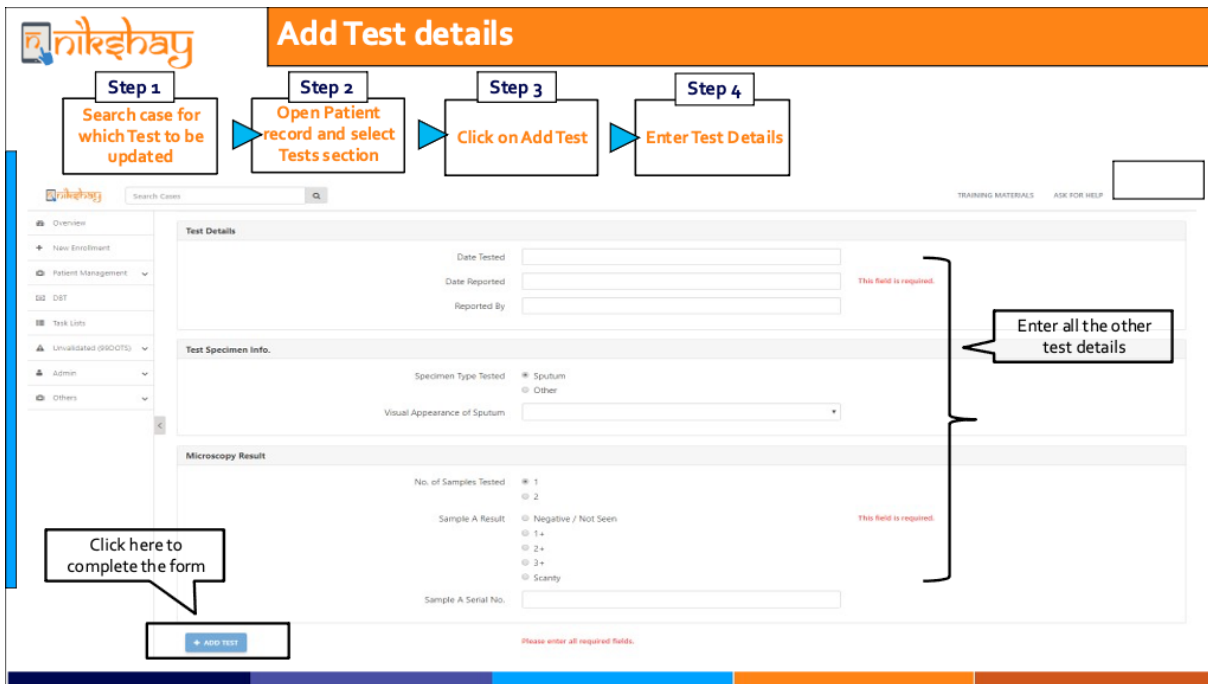 nikshay
Add Test details
Step 1
Search case for
which Test to be
updated
Step 2
Open Patient
record and select
Tests section
Step 3
Click on Add Test
Step 4
Enter Test Details
nikshay
Search Cases
TRAINING MATERIALS
ASK FOR HELP
Overview
New Enrollment
Patient Management
DBT
Task Lists
Unvalidated (99DOTS)
Admin
Others
Test Details
Date Tested
Date Reported
This field is required.
Reported By
Enter all the other
test details
Test Specimen Info.
Specimen Type Tested
Sputum
Other
Visual Appearance of Sputum
Microscopy Result
No. of Samples Tested
1
2
Sample A Result
Negative / Not Seen
This field is required.
1+
2+
3+
Scanty
Sample A Serial No.
Click here to
complete the form
+ ADD TEST
Please enter all required fields.